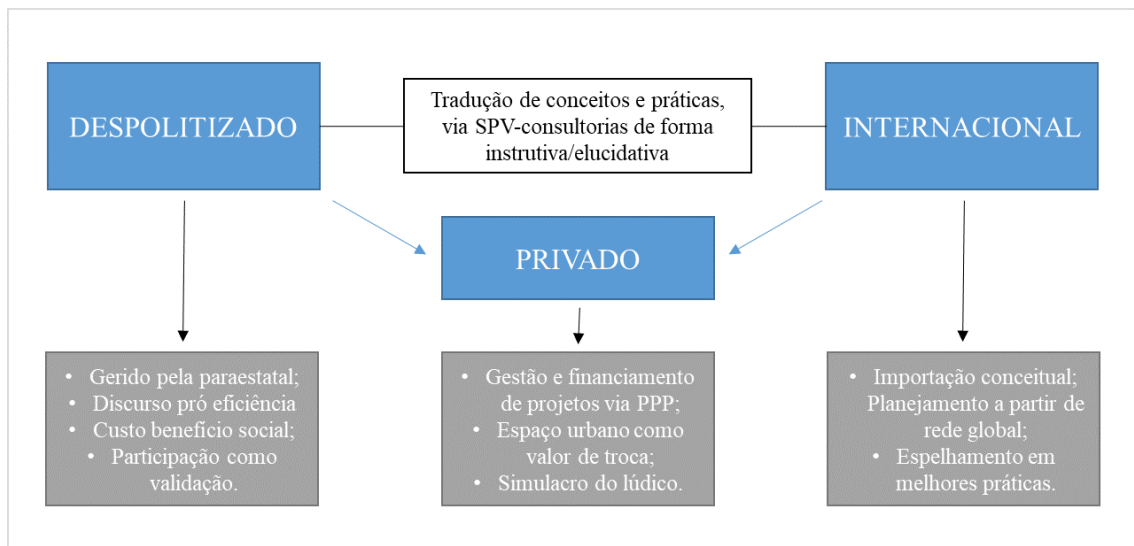 DESPOLITIZADO
Tradução de conceitos e práticas,
via SPV-consultorias de forma
instrutiva/elucidativa
INTERNACIONAL
PRIVADO
• Gerido pela paraestatal;
• Discurso pró eficiência
• Custo benefício social;
• Participação como
validação.
• Gestão e financiamento
de projetos via PPP;
• Espaço urbano como
valor de troca;
• Simulacro do lúdico.
• Importação conceitual;
Planejamento a partir de
rede global;
• Espelhamento em
melhores práticas.